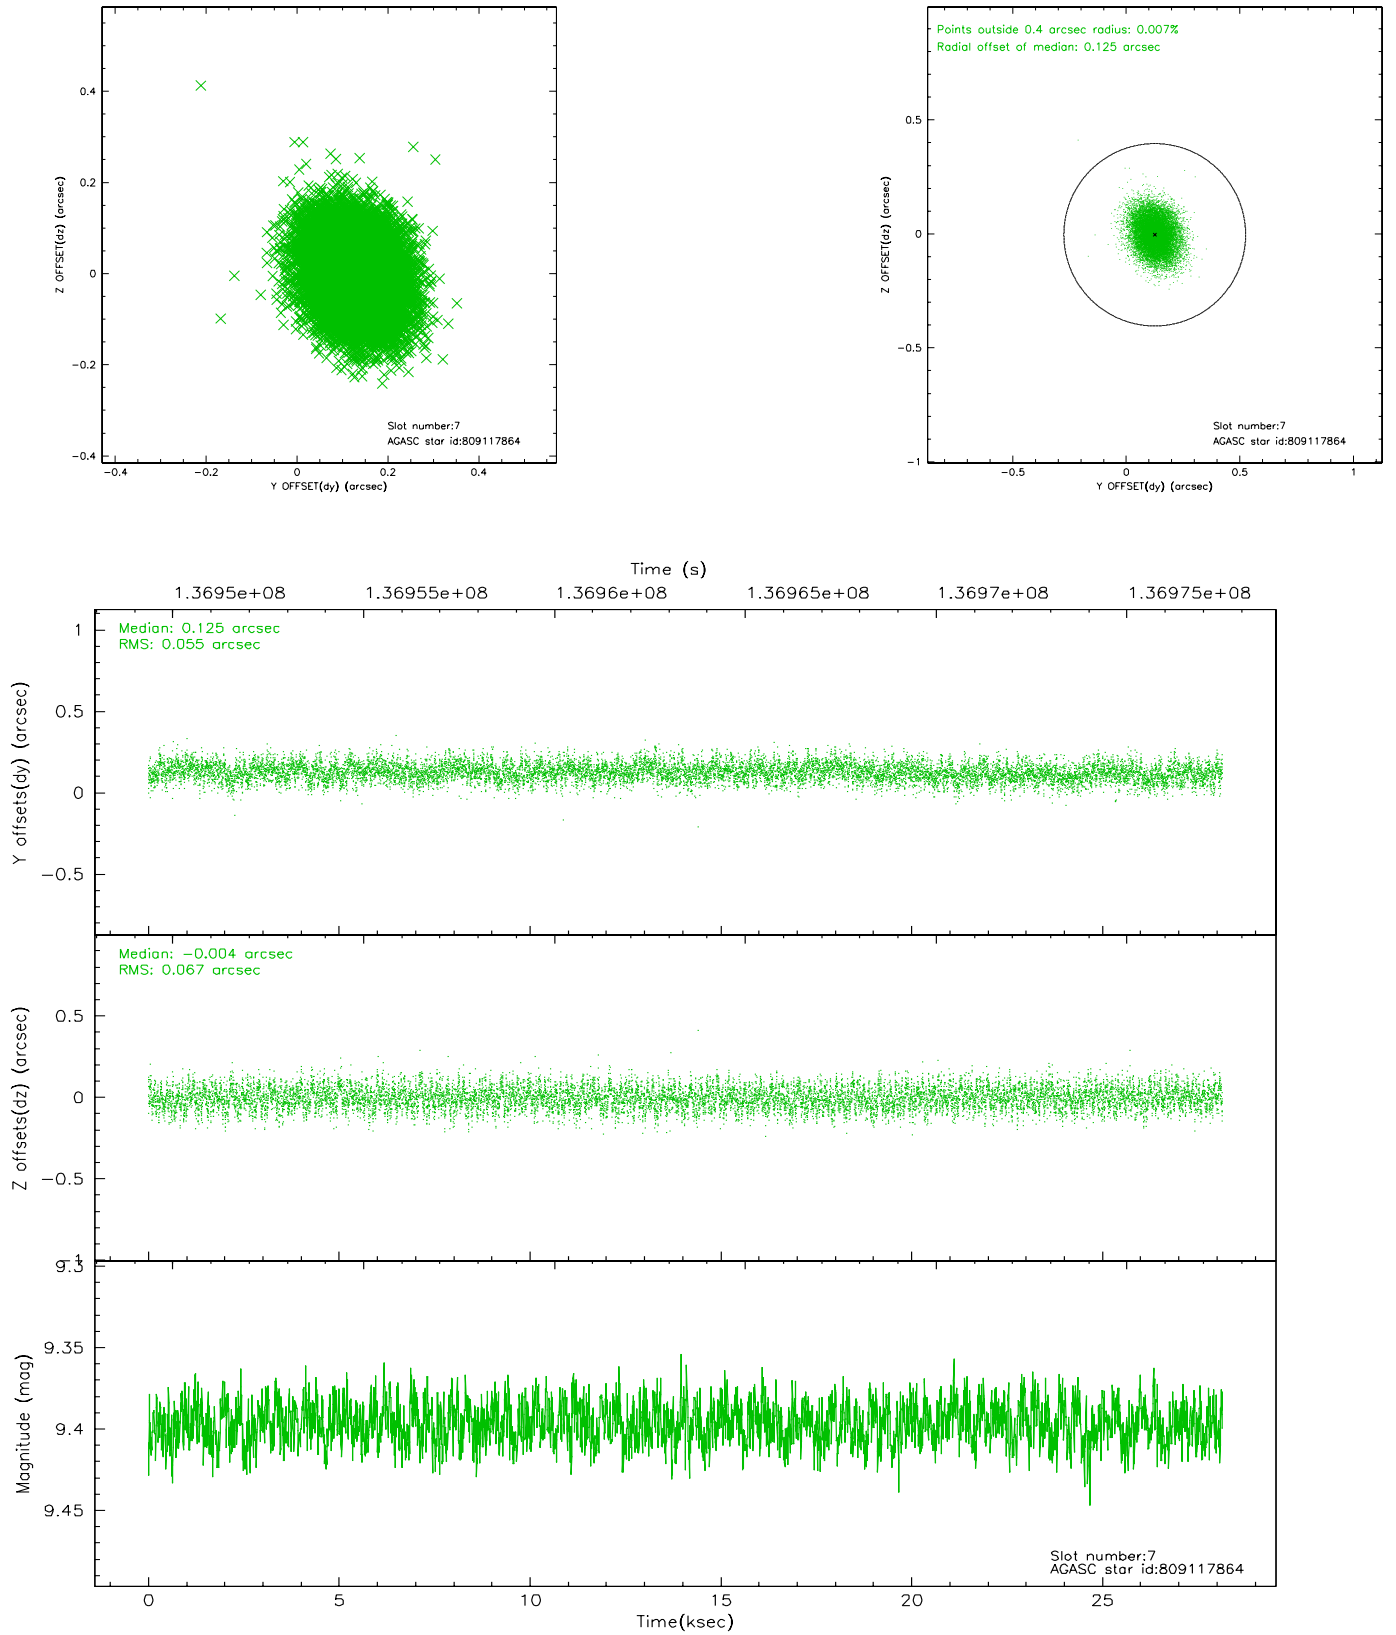 0.4
0.2
0
-0.2
-0.4
Z OFFSET(dz) (arcsec)
Slot number:7
AGASC star id:809117864
-0.4 -0.2 0 0.2 0.4
Y OFFSET(dy) (arcsec)
Points outside 0.4 arcsec radius: 0.007%
Radial offset of median: 0.125 arcsec
0.5
0
-0.5
-1
Z OFFSET(dz) (arcsec)
Slot number:7
AGASC star id:809117864
-0.5 0 0.5 1
Y OFFSET(dy) (arcsec)
Time (s)
1.3695e+08 1.36955e+08 1.3696e+08 1.36965e+08 1.3697e+08 1.36975e+08
Median: 0.125 arcsec
RMS: 0.055 arcsec
1
0.5
0
-0.5
Y offsets(dy) (arcsec)
Median: -0.004 arcsec
RMS: 0.067 arcsec
0.5
0
-0.5
-1
Z offsets(dz) (arcsec)
9.3
9.35
9.4
9.45
Magnitude (mag)
Slot number:7
AGASC star id:809117864
0 5 10 15 20 25
Time(ksec)